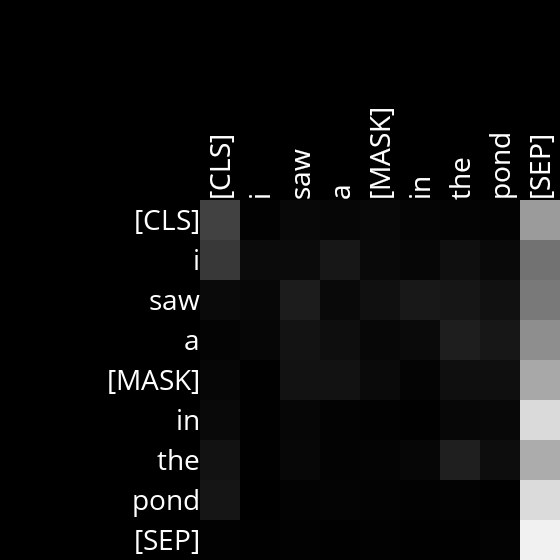 [CLS] i saw a [MASK] in the pond [SEP]
[CLS]
i
saw
a
[MASK]
in
the
pond
[SEP]